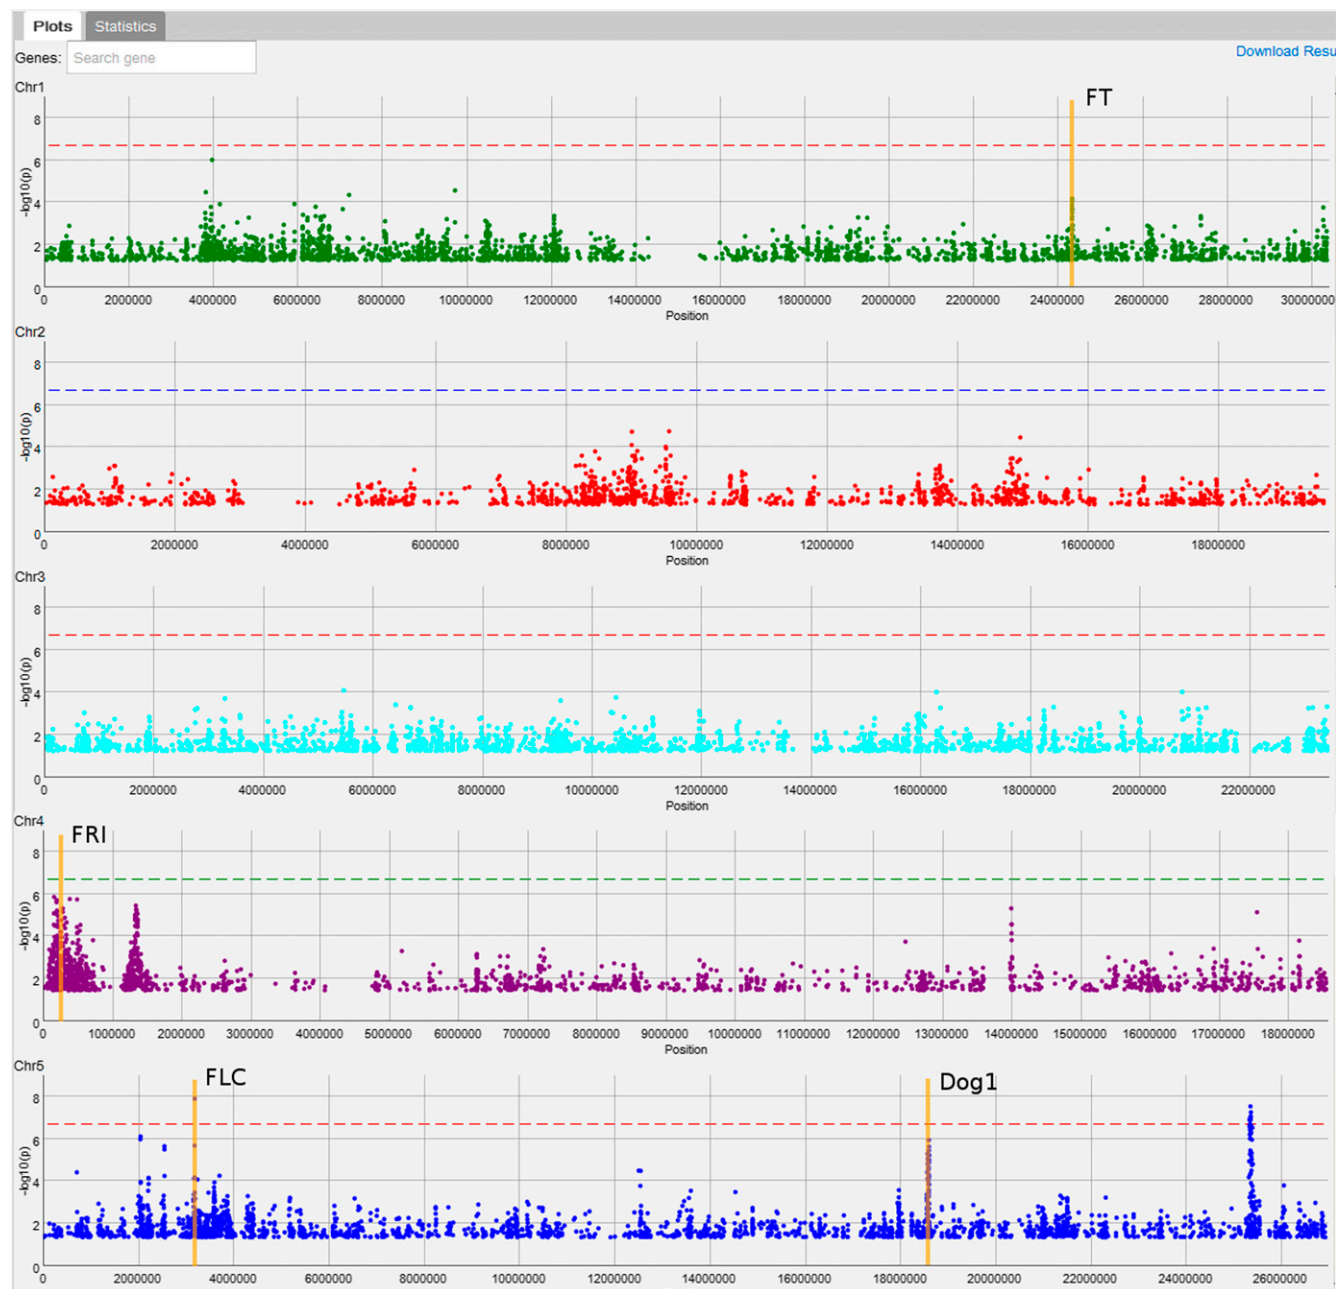 Plots Statistics
Genes: Search gene Download Resu
Chr1
FT
8
6
4
2
0
-log10(p)
0 2000000 4000000 6000000 8000000 10000000 12000000 14000000 16000000 18000000 20000000 22000000 24000000 26000000 28000000 30000000
Position
Chr2
8
6
4
2
0
-log10(p)
0 2000000 4000000 6000000 8000000 10000000 12000000 14000000 16000000 18000000
Position
Chr3
8
6
4
2
0
-log10(p)
0 2000000 4000000 6000000 8000000 10000000 12000000 14000000 16000000 18000000 20000000 22000000
Position
Chr4
FRI
8
6
4
2
0
-log10(p)
0 1000000 2000000 3000000 4000000 5000000 6000000 7000000 8000000 9000000 10000000 11000000 12000000 13000000 14000000 15000000 16000000 17000000 18000000
Position
Chr5
FLC Dog1
8
6
4
2
0
-log10(p)
0 2000000 4000000 6000000 8000000 10000000 12000000 14000000 16000000 18000000 20000000 22000000 24000000 26000000